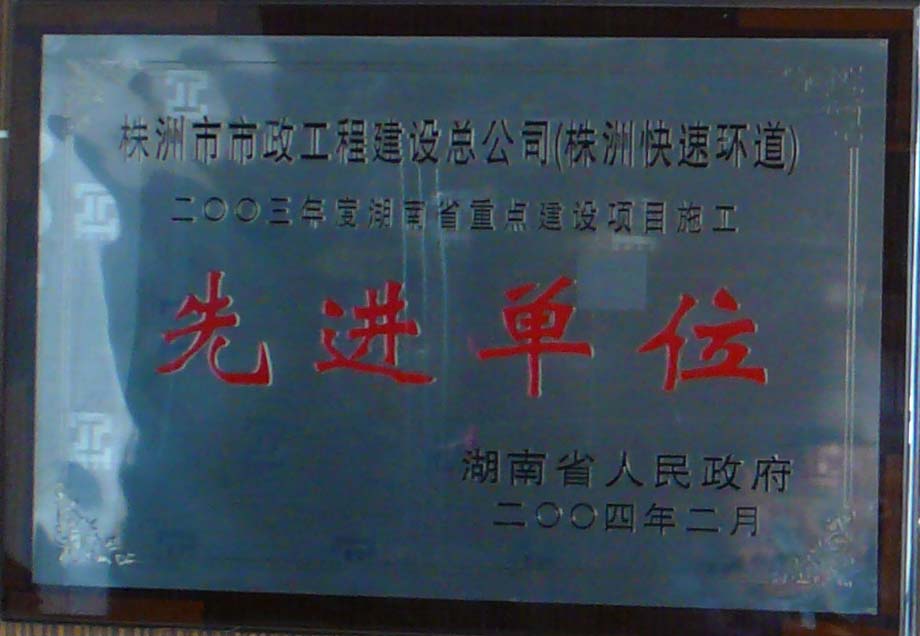 株洲市市政工程建设总公司(株洲快速环道)
二〇〇三年度湖南省重点建设项目施工
先进单位
湖南省人民政府
二〇〇四年二月